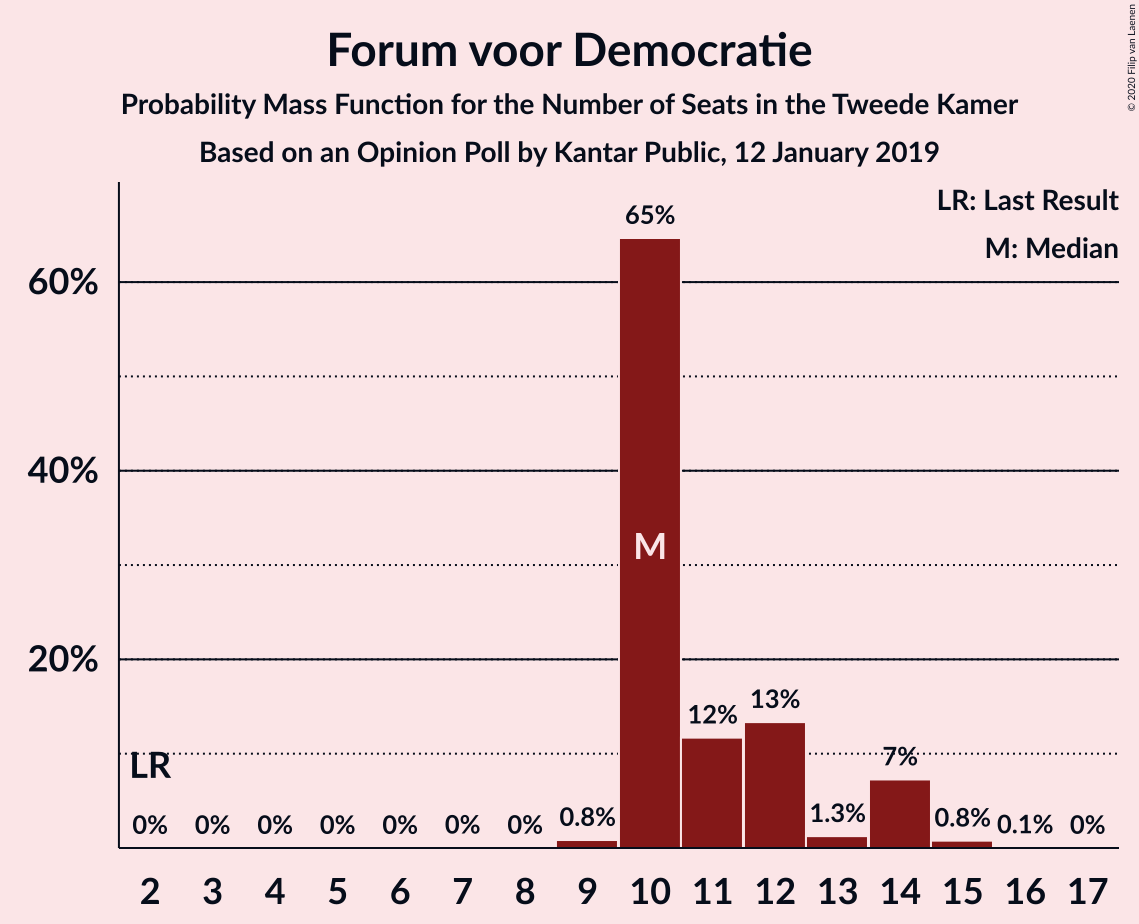 Forum voor Democratie
Probability Mass Function for the Number of Seats in the Tweede Kamer
Based on an Opinion Poll by Kantar Public, 12 January 2019
© 2020 Filip van Laenen
LR: Last Result
M: Median
60%
40%
20%
65%
M
LR
0% 0% 0% 0% 0% 0% 0% 0.8% 12% 13% 1.3% 7% 0.8% 0.1% 0%
2 3 4 5 6 7 8 9 10 11 12 13 14 15 16 17